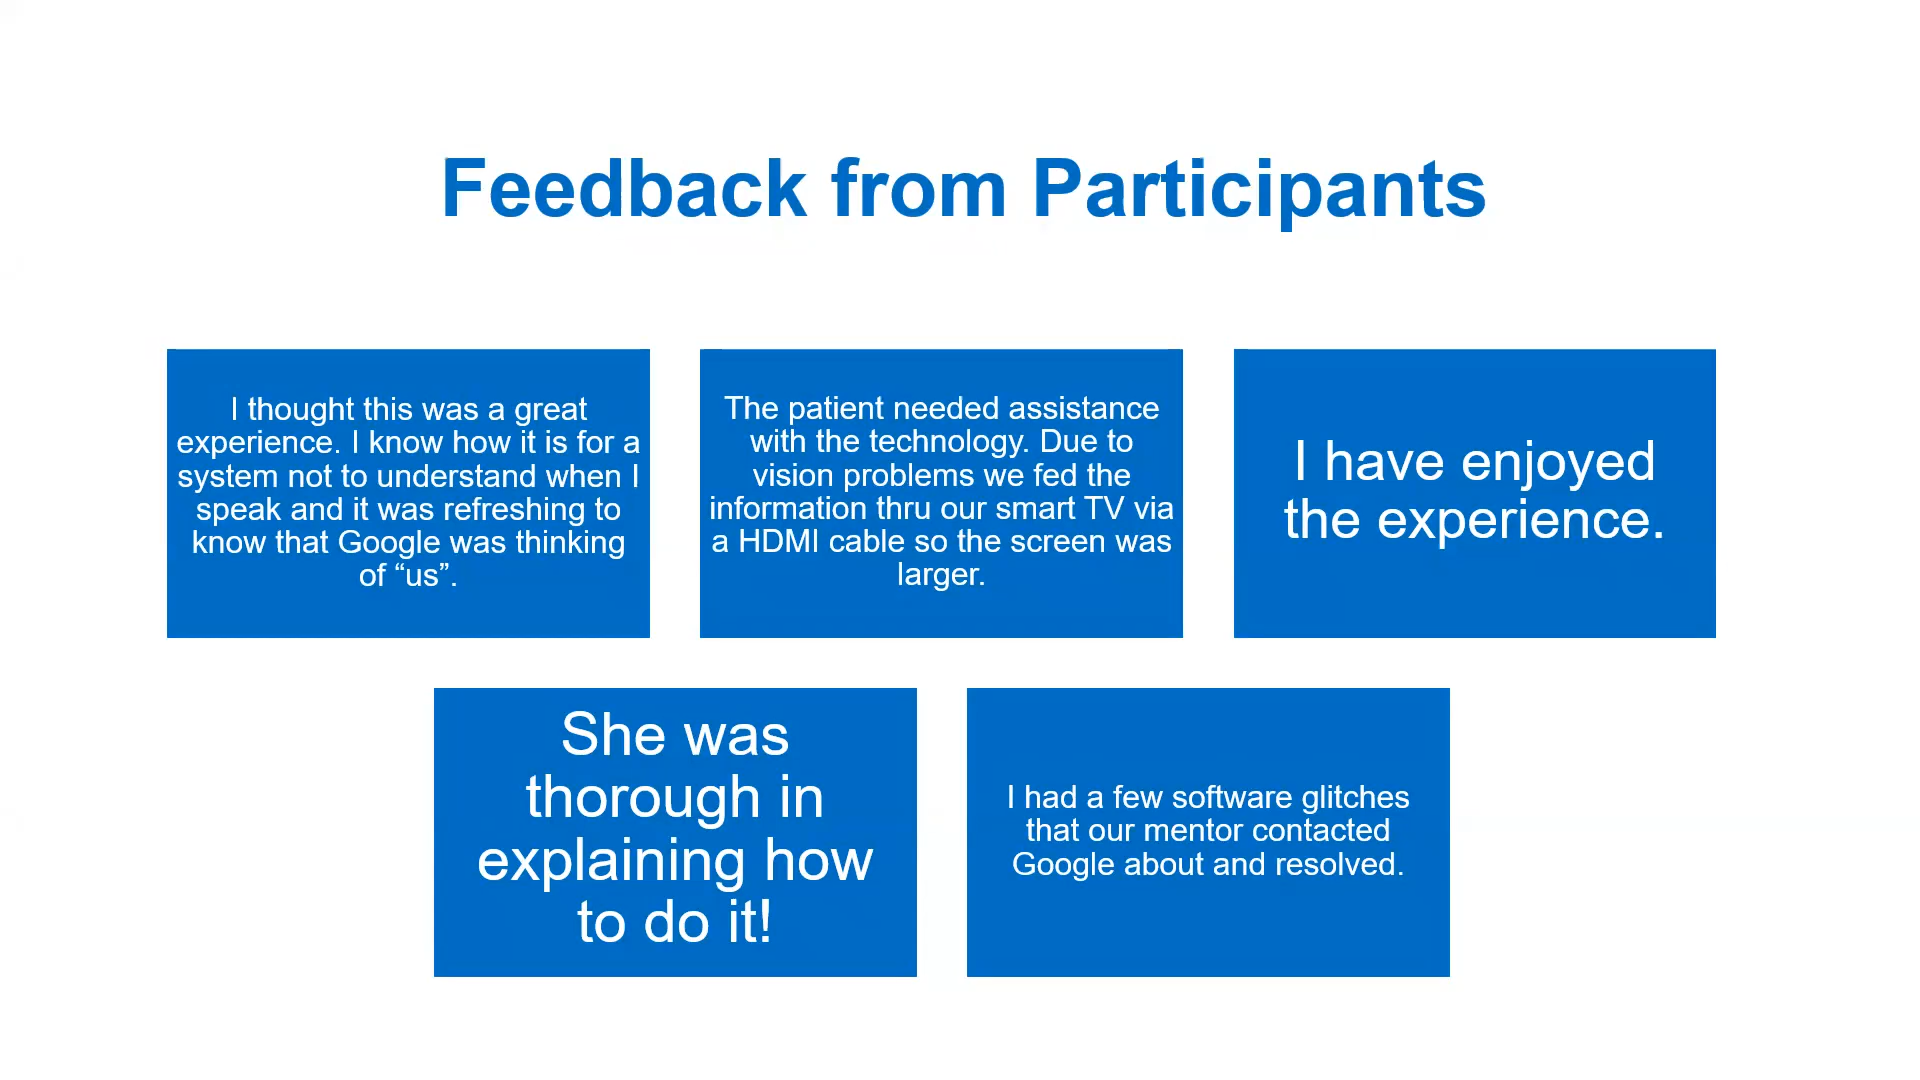 Feedback from Participants
I thought this was a great
experience. I know how it is for a
system not to understand when I
speak and it was refreshing to
know that Google was thinking
of “us”.
The patient needed assistance
with the technology. Due to
vision problems we fed the
information thru our smart TV via
a HDMI cable so the screen was
larger.
I have enjoyed
the experience.
She was
thorough in
explaining how
to do it!
I had a few software glitches
that our mentor contacted
Google about and resolved.